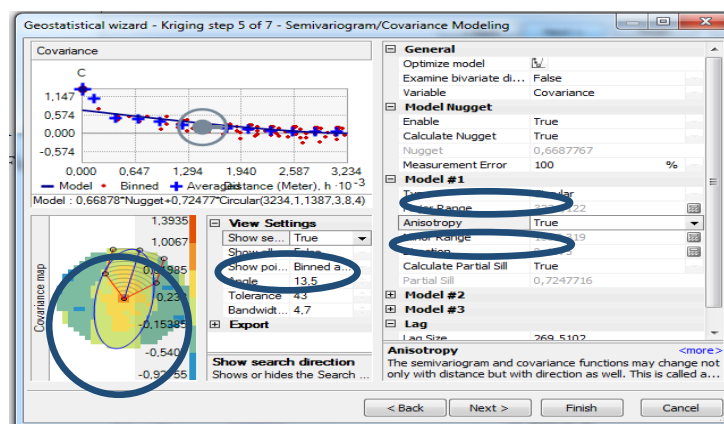 Geostatistical wizard - Kriging step 5 of 7 - Semivariogram/Covariance Modeling
Covariance
C
1,147
0,574
0,000
-0,574
0,000 0,647 1,294 1,940 2,587 3,234
Model • Binned + Averaged Distance (Meter), h ·10⁻³
Model : 0,66878*Nugget+0,72477*Circular(3234,1,1387,3,8,4)
Covariance map
1,3935
1,0067
-0,15385
-0,540
View Settings
Show se... True
Show poi... Binned a...
Angle 13,5
Tolerance 43
Bandwidt... 4,7
Export
Show search direction
Shows or hides the Search ...
General
Optimize model
Examine bivariate di... False
Variable Covariance
Model Nugget
Enable True
Calculate Nugget True
Nugget 0,6687767
Measurement Error 100 %
Model #1
Range
Anisotropy True
Range
Calculate Partial Sill True
Partial Sill 0,7247716
Model #2
Model #3
Lag
Lag Size 269,5102
Anisotropy <more>
The semivariogram and covariance functions may change not
only with distance but with direction as well. This is called a...
< Back Next > Finish Cancel